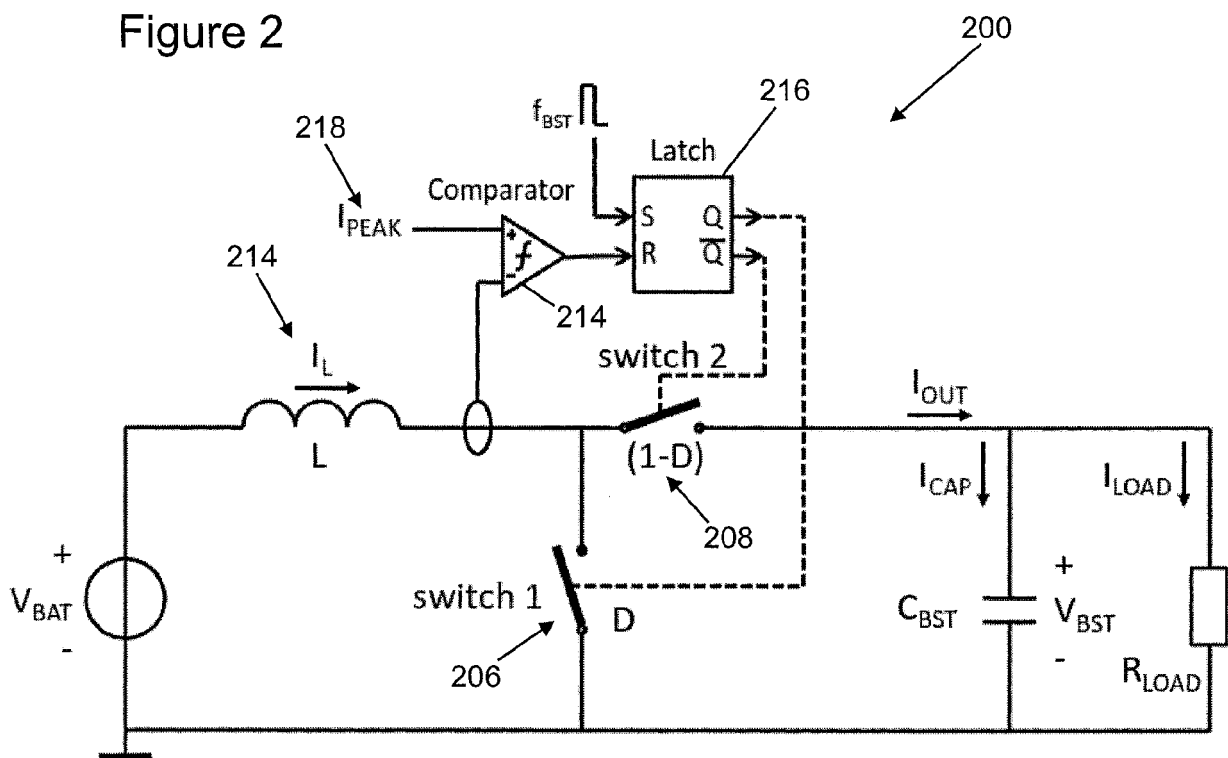 Figure 2
200
f_BST
216
218
Latch
Comparator
I_PEAK
+
-
S
Q
R
Q̅
214
214
I_L
switch 2
L
(1-D)
208
I_OUT
I_CAP
I_LOAD
+
V_BAT
-
switch 1
D
206
C_BST
+
V_BST
-
R_LOAD